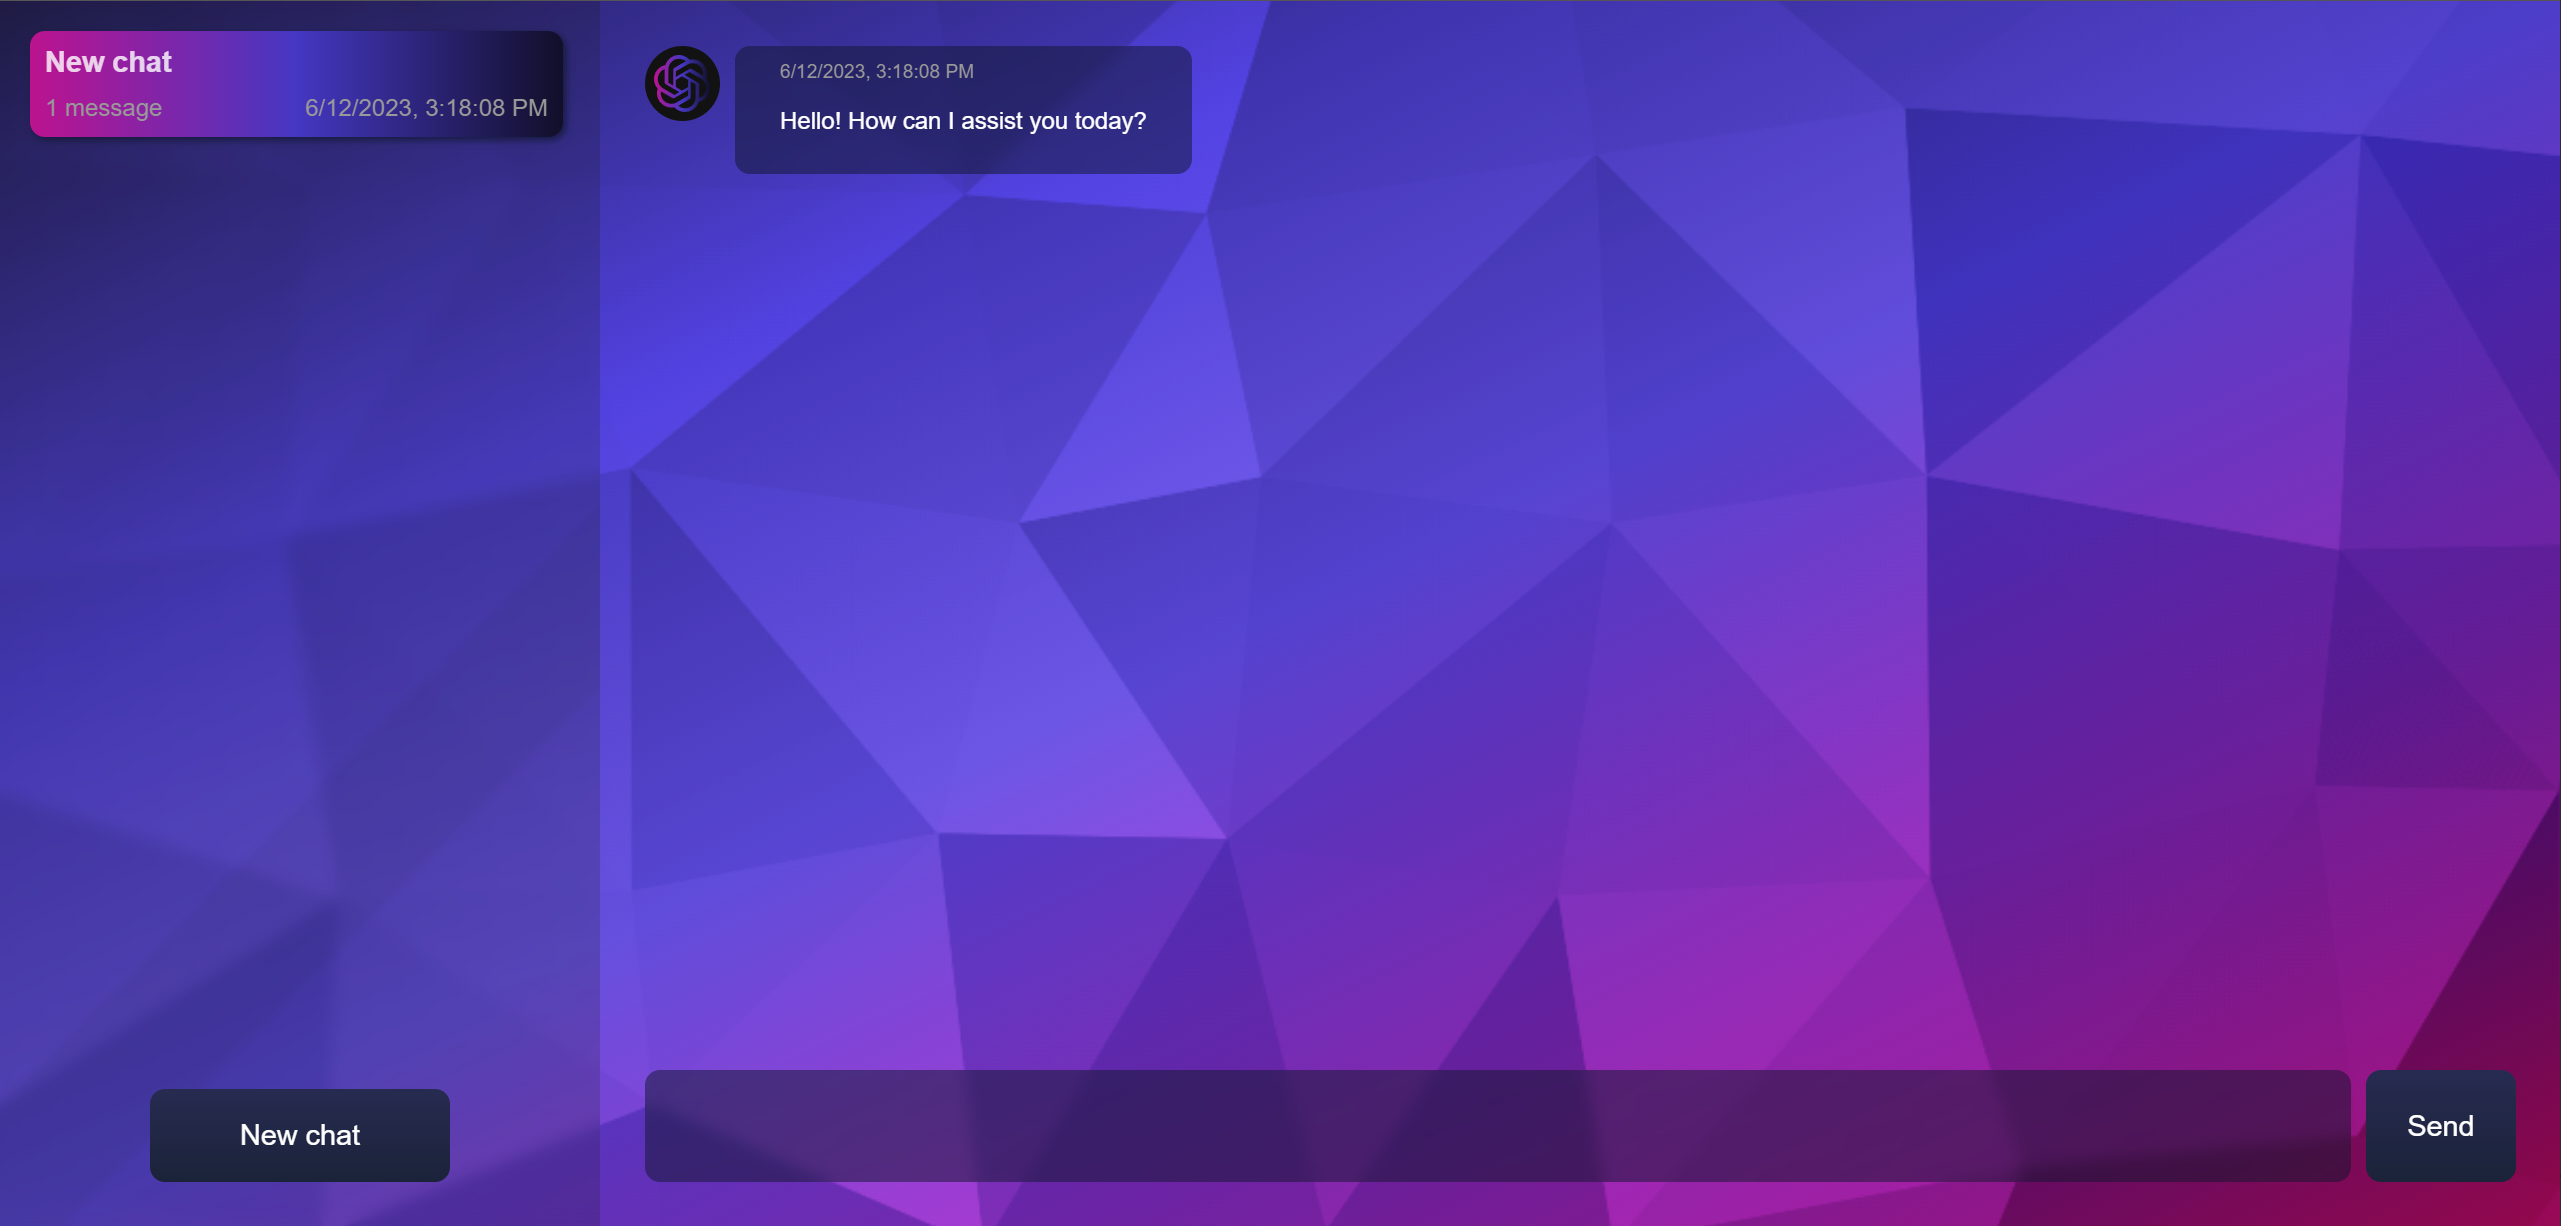 New chat
1 message 6/12/2023, 3:18:08 PM
6/12/2023, 3:18:08 PM
Hello! How can I assist you today?
New chat
Send